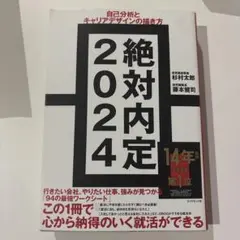 自己分析と
キャリアデザインの描き方
杉村太郎
藤本健司
絶対内定
2024
14年
第1位
行きたい会社、やりたい仕事、強みが見つかる
「94の最強ワークシート」
この1冊で
心から納得のいく就活ができる